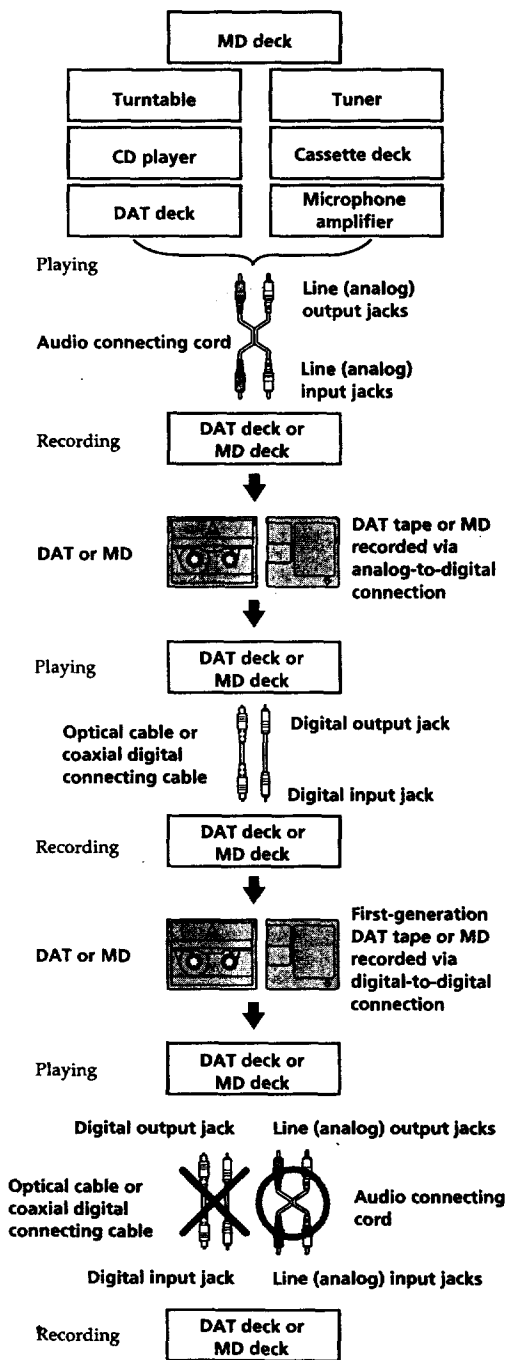 MD deck
Turntable
Tuner
CD player
Cassette deck
DAT deck
Microphone
amplifier
Playing
Line (analog)
output jacks
Audio connecting cord
Line (analog)
input jacks
Recording
DAT deck or
MD deck
DAT or MD
DAT tape or MD
recorded via
analog-to-digital
connection
Playing
DAT deck or
MD deck
Optical cable or
coaxial digital
connecting cable
Digital output jack
Digital input jack
Recording
DAT deck or
MD deck
DAT or MD
First-generation
DAT tape or MD
recorded via
digital-to-digital
connection
Playing
DAT deck or
MD deck
Digital output jack
Line (analog) output jacks
Optical cable or
coaxial digital
connecting cable
Audio connecting
cord
Digital input jack
Line (analog) input jacks
Recording
DAT deck or
MD deck